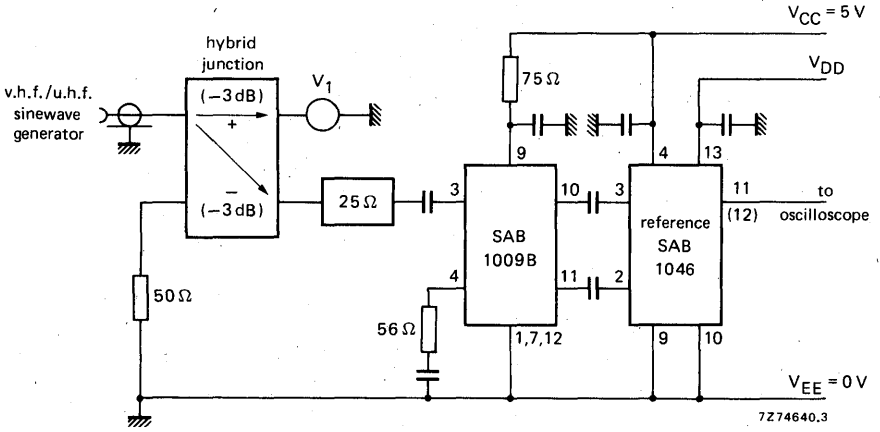 V_CC = 5 V
hybrid
junction
75 Ω
V_DD
v.h.f./u.h.f.
sinewave
generator
(−3 dB)
+
V_1
−
(−3 dB)
25 Ω
50 Ω
3
4
9
10
11
1,7,12
SAB
1009B
56 Ω
3
2
4
13
reference
SAB
1046
11
(12)
9
10
to
oscilloscope
V_EE = 0 V
7Z74640.3